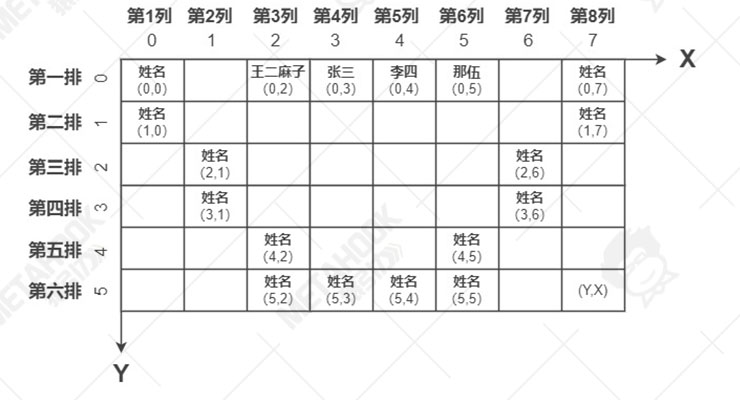 第1列 第2列 第3列 第4列 第5列 第6列 第7列 第8列
0 1 2 3 4 5 6 7
X
第一排 0 姓名 王二麻子 张三 李四 那伍 姓名
(0,0) (0,2) (0,3) (0,4) (0,5) (0,7)
第二排 1 姓名 姓名
(1,0) (1,7)
第三排 2 姓名 姓名
(2,1) (2,6)
第四排 3 姓名 姓名
(3,1) (3,6)
第五排 4 姓名 姓名
(4,2) (4,5)
第六排 5 姓名 姓名 姓名 姓名
(5,2) (5,3) (5,4) (5,5) (Y,X)
Y
METAHOOK